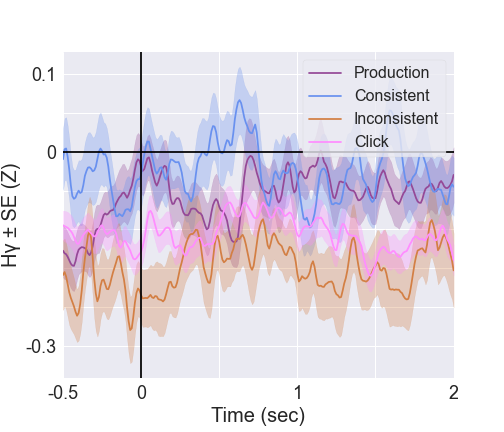 Production
Consistent
Inconsistent
Click
0.1
0
-0.3
Hγ ± SE (Z)
-0.5
0
1
2
Time (sec)